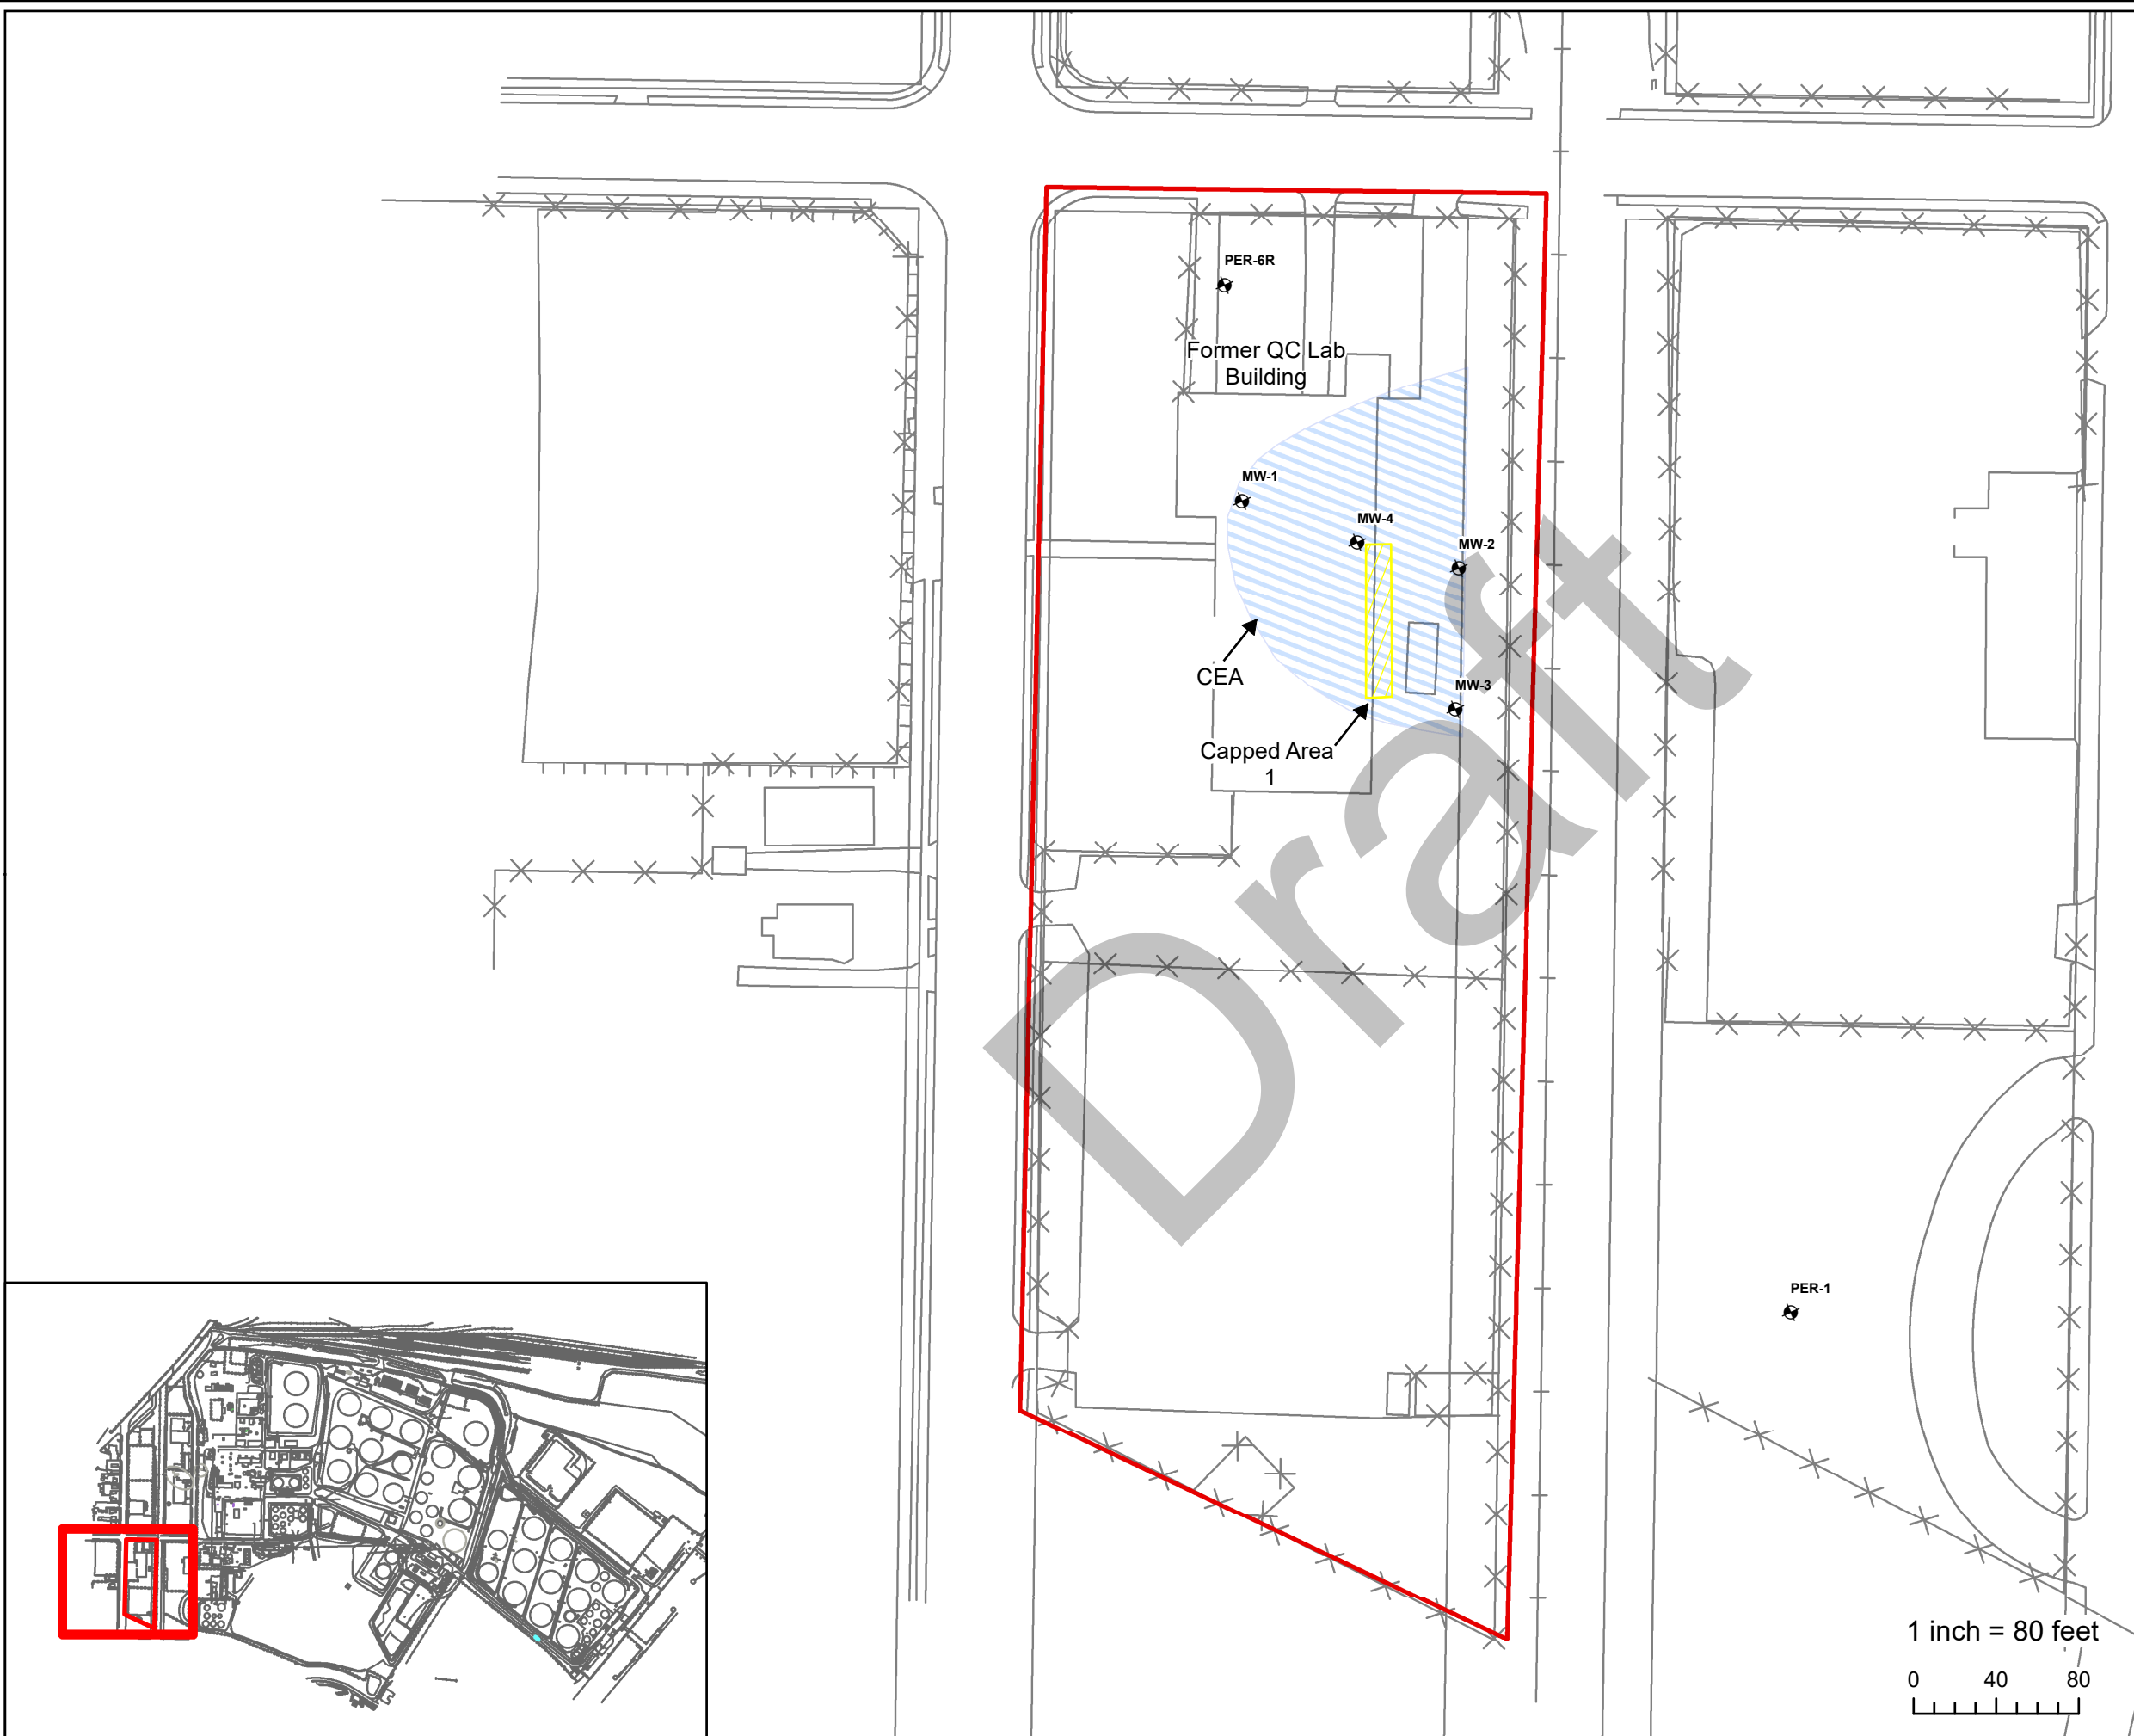 PER-6R
Former QC Lab
Building
MW-1
MW-4
MW-2
CEA
MW-3
Capped Area
1
Draft
PER-1
1 inch = 80 feet
0 40 80